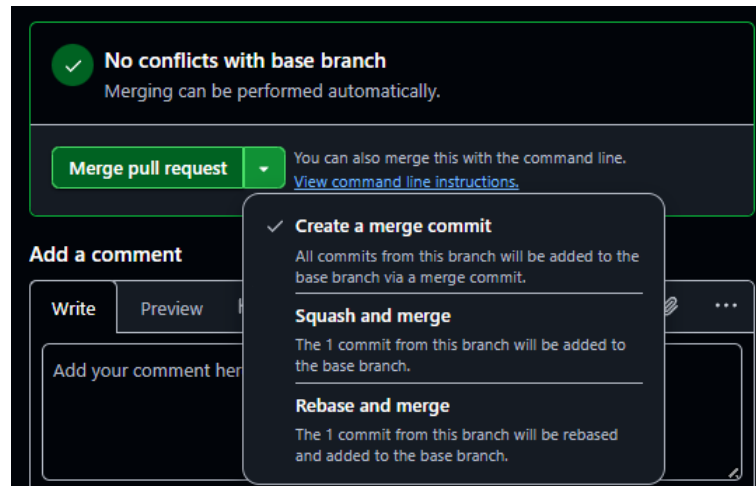 No conflicts with base branch
Merging can be performed automatically.
Merge pull request
You can also merge this with the command line.
View command line instructions.
Create a merge commit
All commits from this branch will be added to the
base branch via a merge commit.
Squash and merge
The 1 commit from this branch will be added to
the base branch.
Rebase and merge
The 1 commit from this branch will be rebased
and added to the base branch.
Add a comment
Write
Preview
Add your comment her